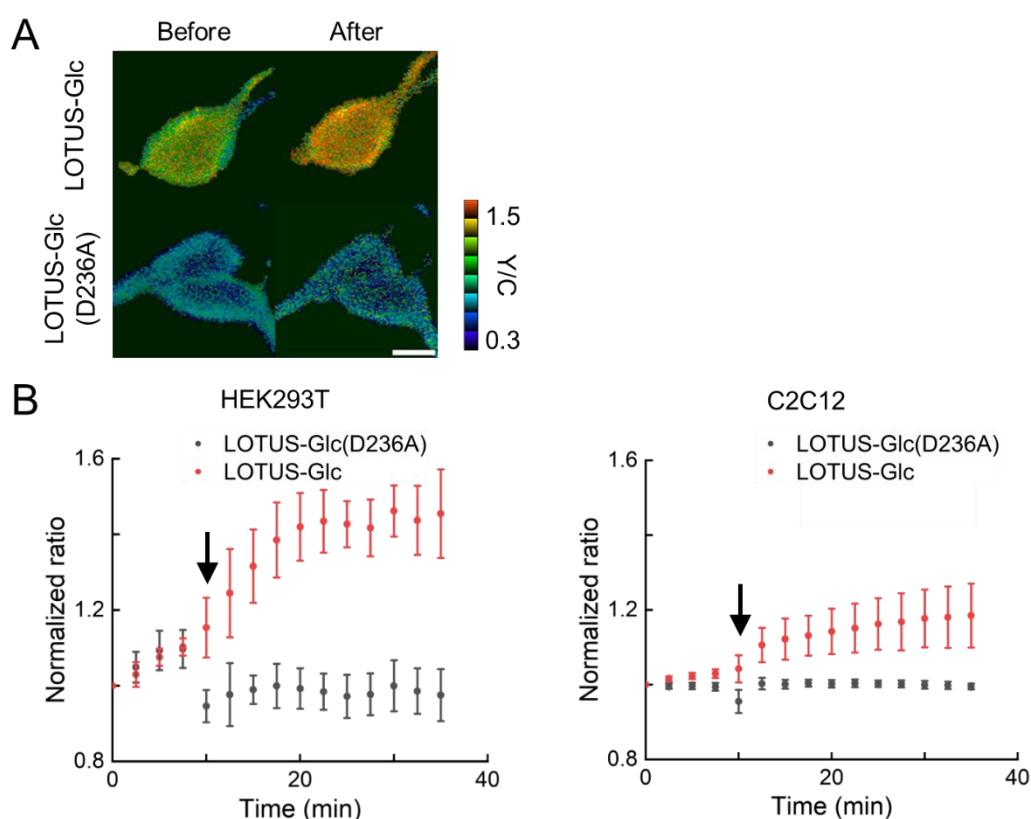 A
Before
After
LOTUS-Glc
LOTUS-Glc
(D236A)
1.5
Y/C
0.3
B
HEK293T
LOTUS-Glc(D236A)
LOTUS-Glc
1.6
1.2
0.8
Normalized ratio
0
20
40
Time (min)
C2C12
LOTUS-Glc(D236A)
LOTUS-Glc
1.6
1.2
0.8
Normalized ratio
0
20
40
Time (min)